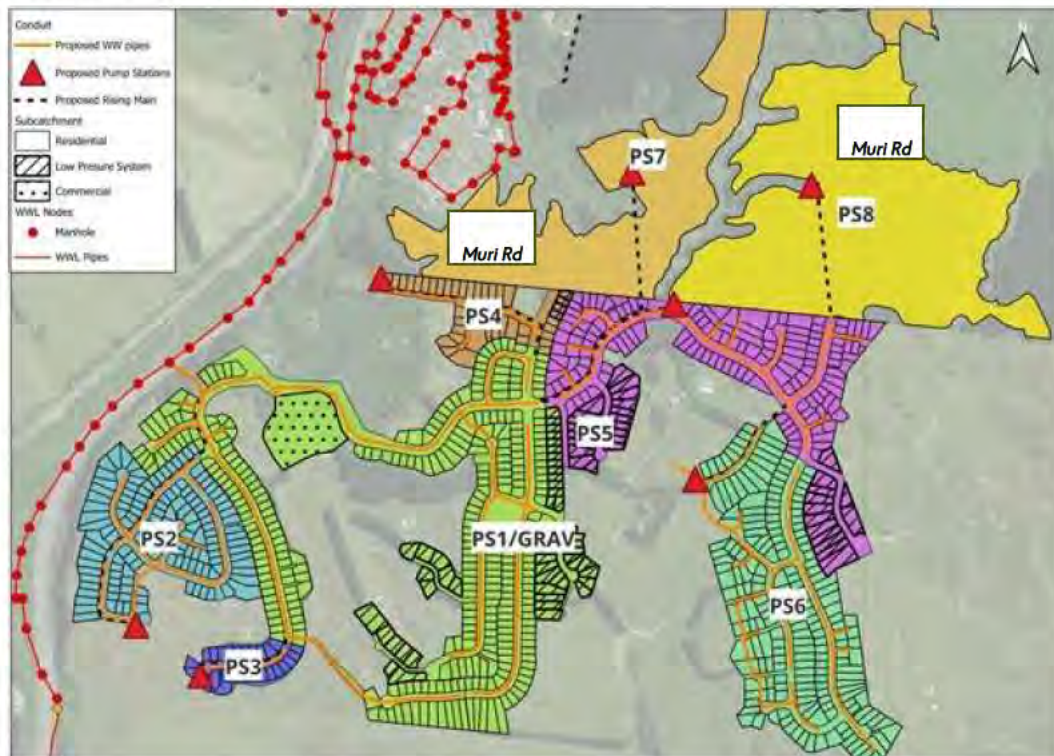 Conduit
Proposed WW pipes
Proposed Pump Stations
Proposed Rising Main
Subcatchment
Residential
Low Presure System
Commercial
WWL Nodes
Manhole
WWL Pipes
Muri Rd
PS7
PS8
Muri Rd
PS4
PS5
PS2
PS1/GRAV
PS6
PS3